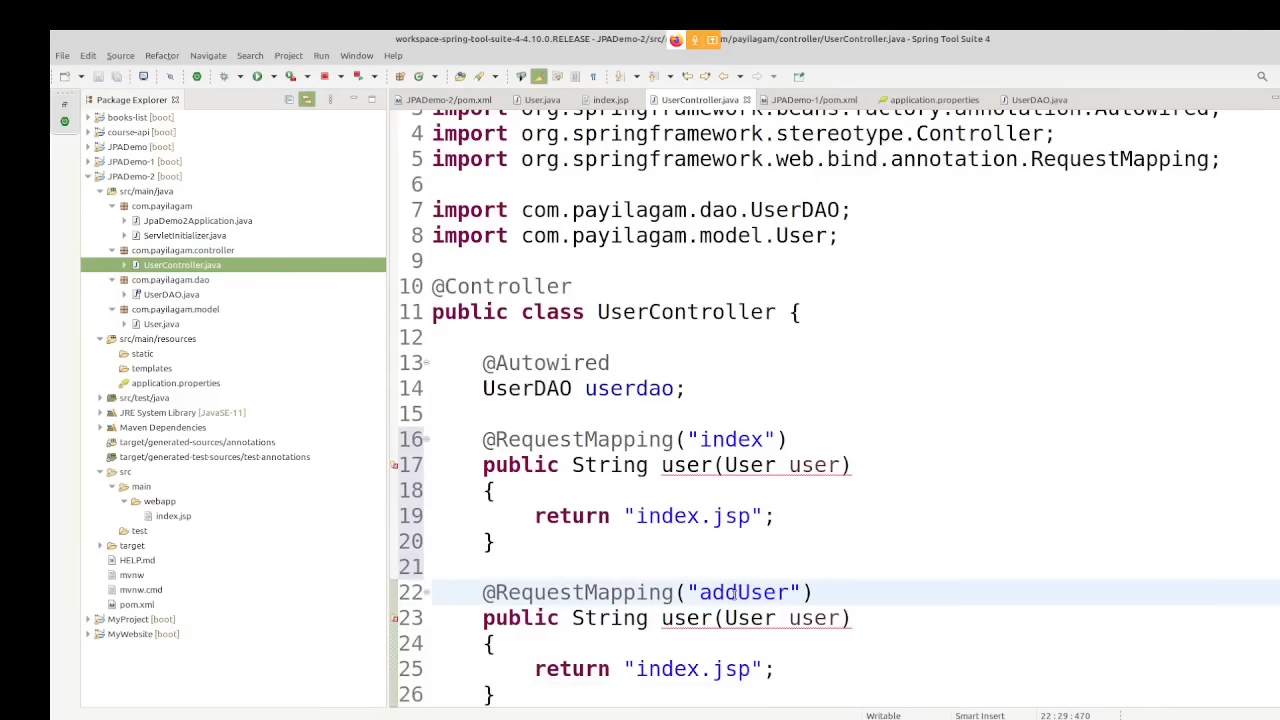 workspace-spring-tool-suite-4-4.10.0.RELEASE - JPADemo-2/src/ m/payilagam/controller/UserController.java - Spring Tool Suite 4
File Edit Source Refactor Navigate Search Project Run Window Help
Package Explorer
JPADemo-2/pom.xml User.java index.jsp UserController.java JPADemo-1/pom.xml application.properties UserDAO.java
books-list [boot]
course-api [boot]
JPADemo [boot]
JPADemo-1 [boot]
JPADemo-2 [boot]
src/main/java
com.payilagam
JpaDemo2Application.java
ServletInitializer.java
com.payilagam.controller
UserController.java
com.payilagam.dao
UserDAO.java
com.payilagam.model
User.java
src/main/resources
static
templates
application.properties
src/test/java
JRE System Library [JavaSE-11]
Maven Dependencies
target/generated-sources/annotations
target/generated-test-sources/test-annotations
src
main
webapp
index.jsp
test
target
HELP.md
mvnw
mvnw.cmd
pom.xml
MyProject [boot]
MyWebsite [boot]
3 import org.springframework.beans.factory.annotation.Autowired;
4 import org.springframework.stereotype.Controller;
5 import org.springframework.web.bind.annotation.RequestMapping;
6
7 import com.payilagam.dao.UserDAO;
8 import com.payilagam.model.User;
9
10 @Controller
11 public class UserController {
12
13 @Autowired
14 UserDAO userdao;
15
16 @RequestMapping("index")
17 public String user(User user)
18 {
19 return "index.jsp";
20 }
21
22 @RequestMapping("addUser")
23 public String user(User user)
24 {
25 return "index.jsp";
26 }
Writable Smart Insert 22:29:470